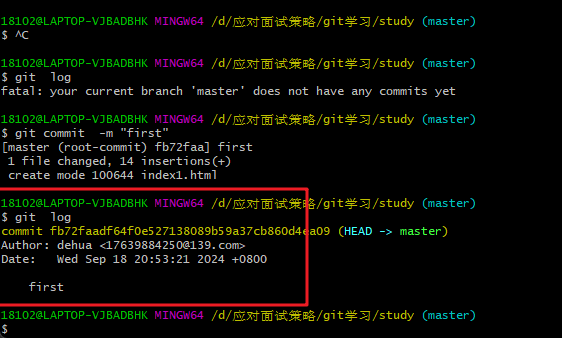 18102@LAPTOP-VJBADBHK MINGW64 /d/应对面试策略/git学习/study (master)
$ ^C
18102@LAPTOP-VJBADBHK MINGW64 /d/应对面试策略/git学习/study (master)
$ git  log
fatal: your current branch 'master' does not have any commits yet
18102@LAPTOP-VJBADBHK MINGW64 /d/应对面试策略/git学习/study (master)
$ git commit  -m "first"
[master (root-commit) fb72faa] first
 1 file changed, 14 insertions(+)
 create mode 100644 index1.html
18102@LAPTOP-VJBADBHK MINGW64 /d/应对面试策略/git学习/study (master)
$ git  log
commit fb72faadf64f0e527138089b59a37cb860d4ea09 (HEAD -> master)
Author: dehua <17639884250@139.com>
Date:   Wed Sep 18 20:53:21 2024 +0800
    first
18102@LAPTOP-VJBADBHK MINGW64 /d/应对面试策略/git学习/study (master)
$